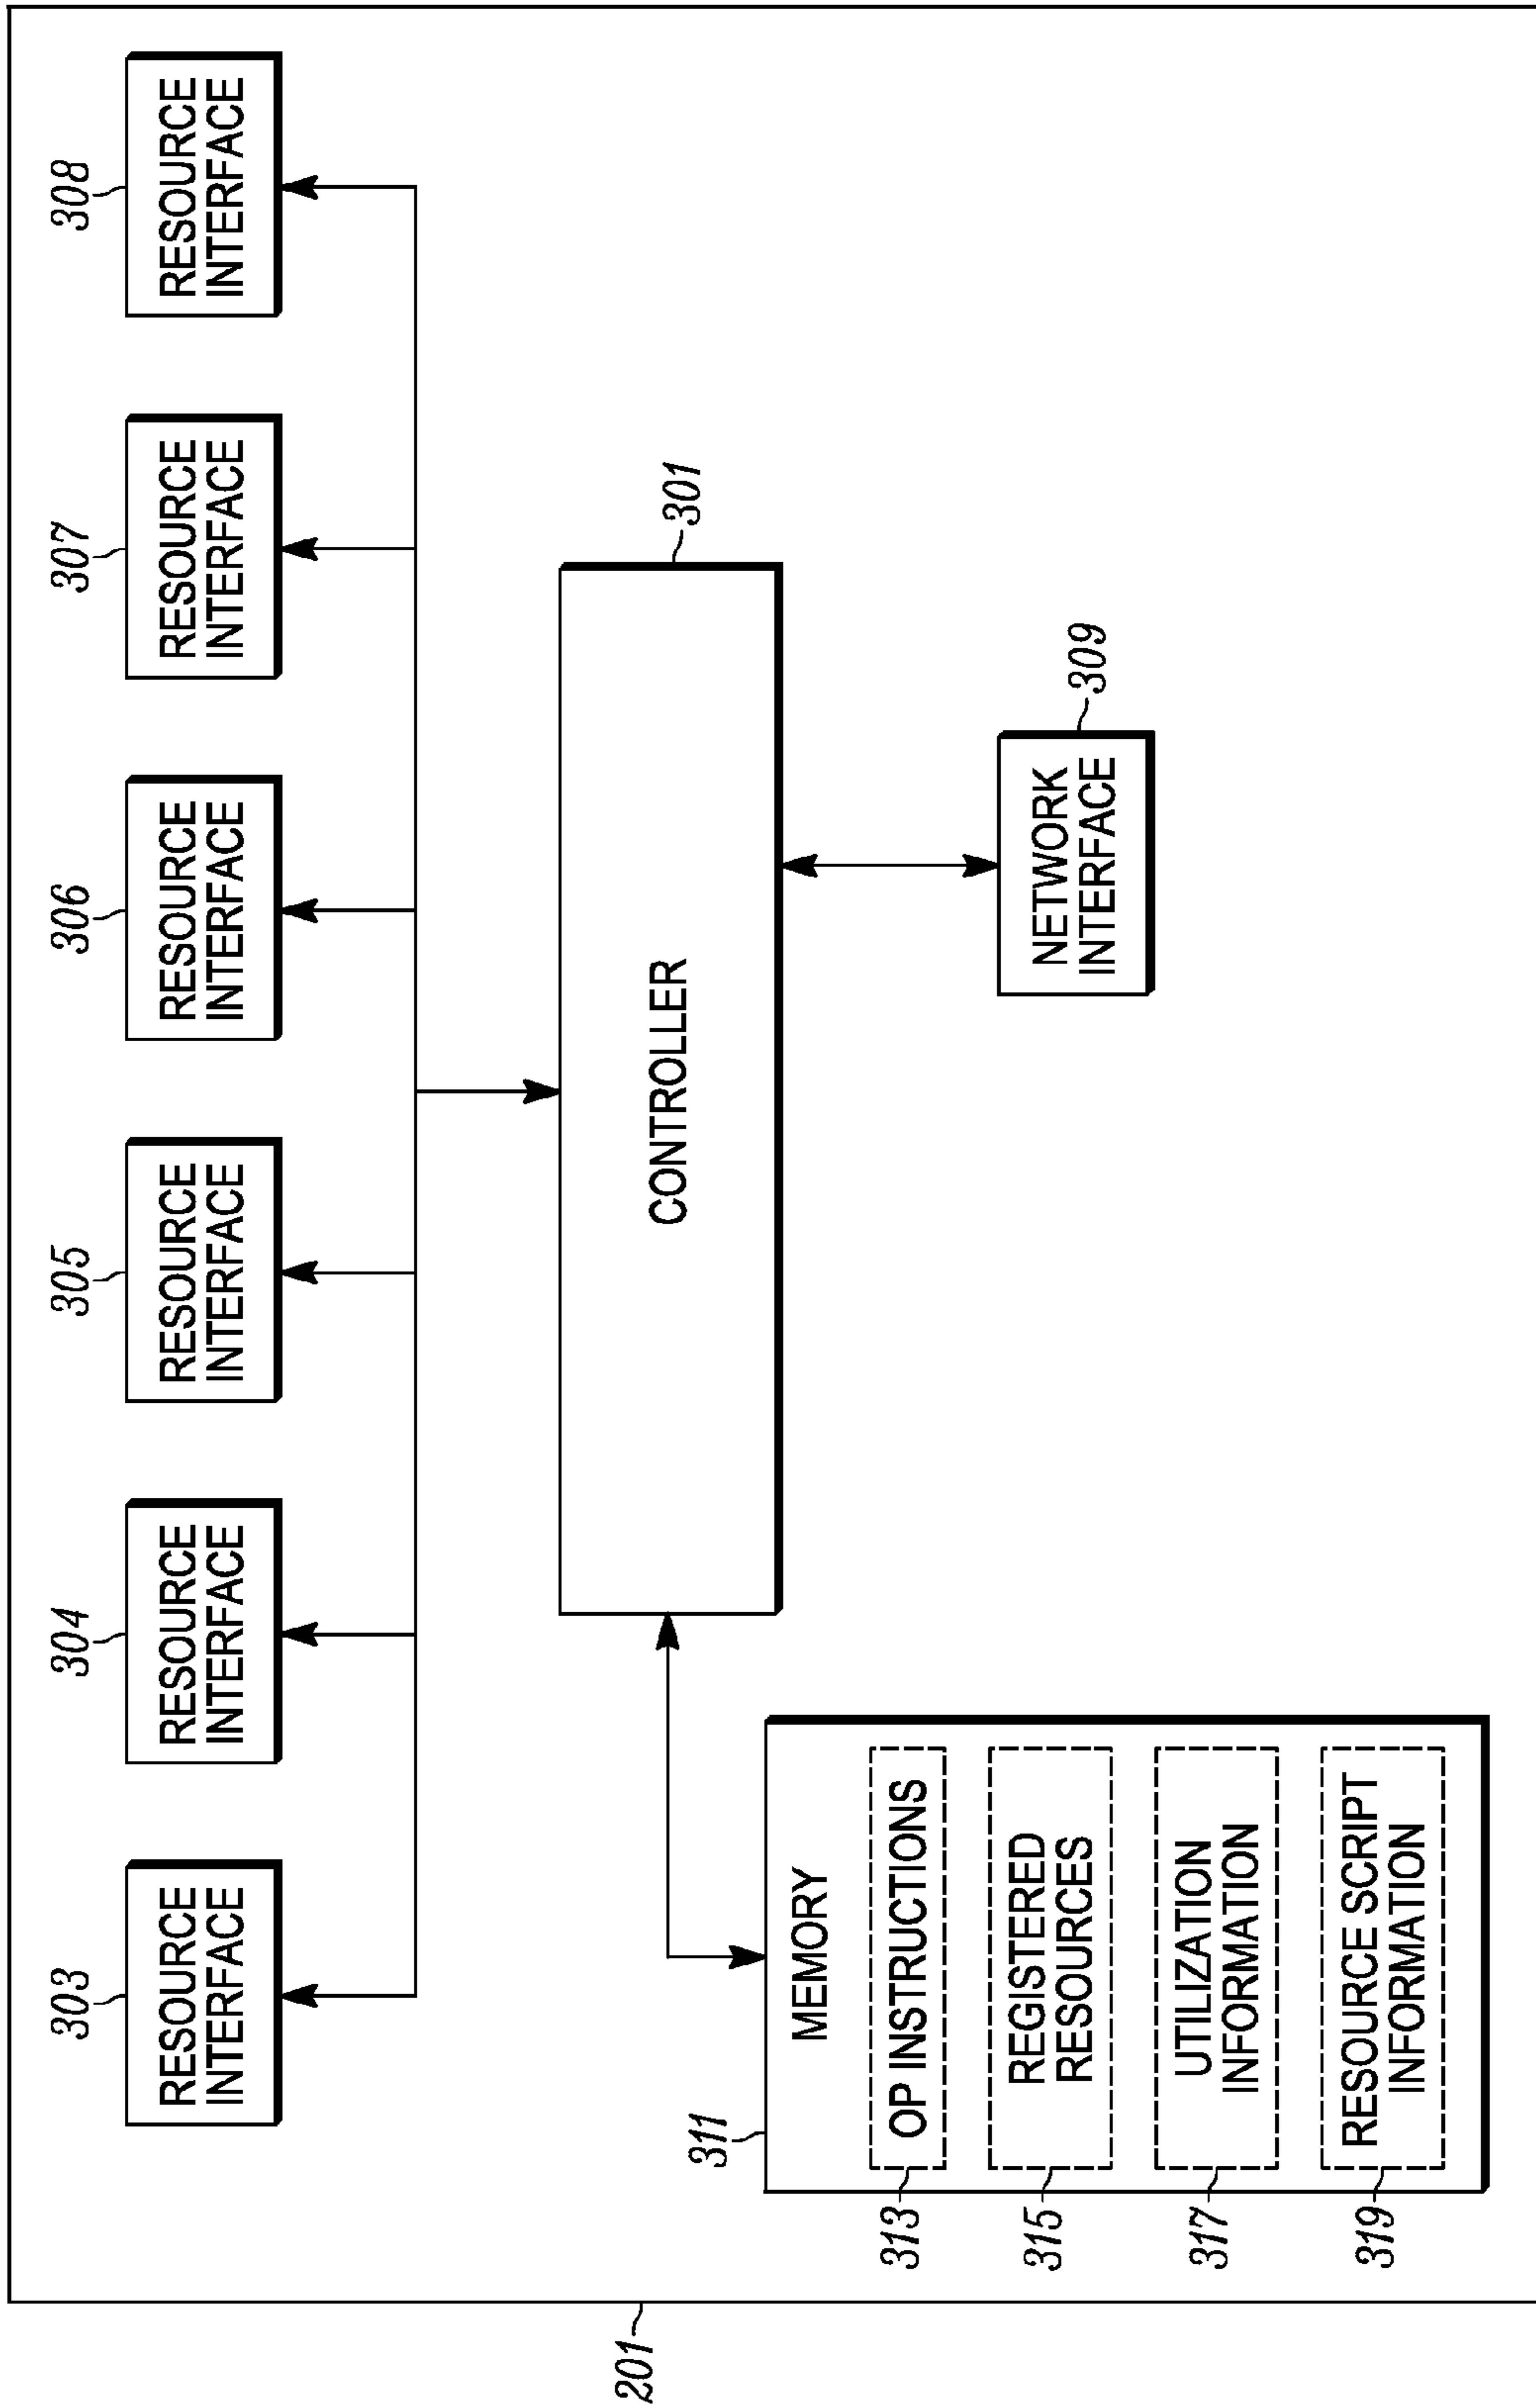 303
304
305
306
307
308
RESOURCE
INTERFACE
RESOURCE
INTERFACE
RESOURCE
INTERFACE
RESOURCE
INTERFACE
RESOURCE
INTERFACE
RESOURCE
INTERFACE
201
301
CONTROLLER
311
MEMORY
313
OP INSTRUCTIONS
315
REGISTERED
RESOURCES
317
UTILIZATION
INFORMATION
319
RESOURCE SCRIPT
INFORMATION
309
NETWORK
INTERFACE